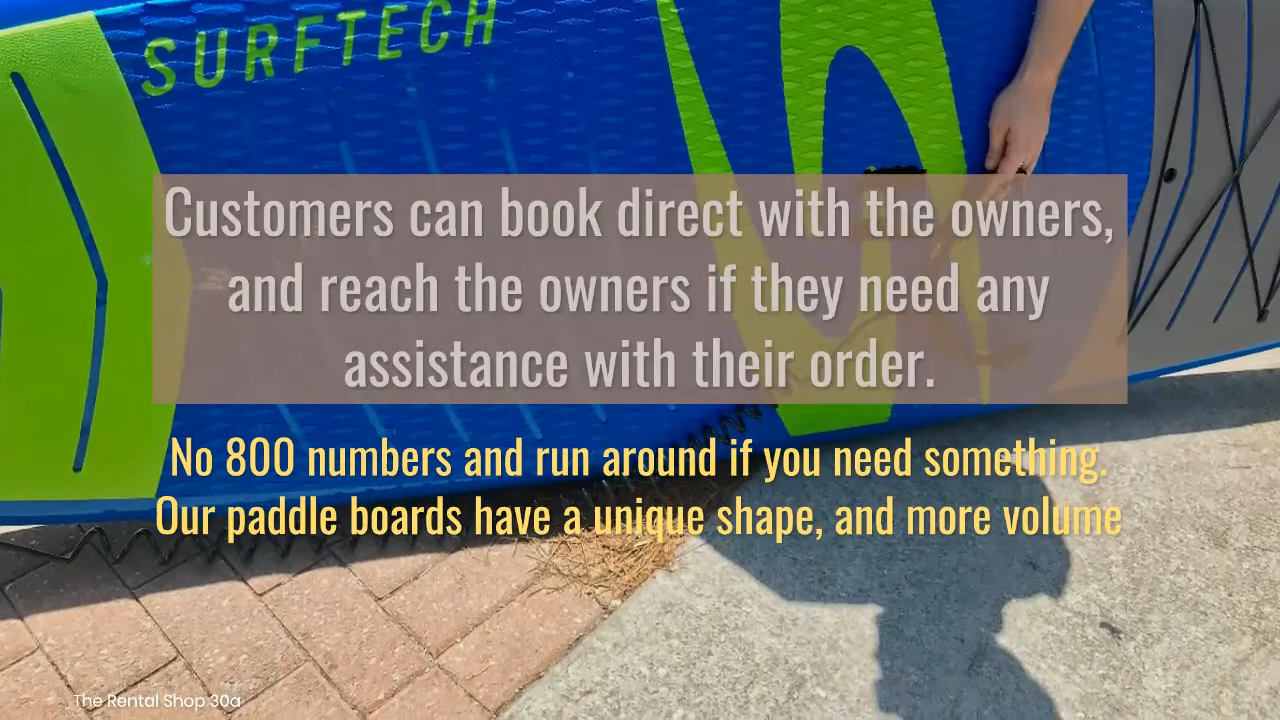 SURFTECH
Customers can book direct with the owners,
and reach the owners if they need any
assistance with their order.
No 800 numbers and run around if you need something.
Our paddle boards have a unique shape, and more volume
The Rental Shop 30a